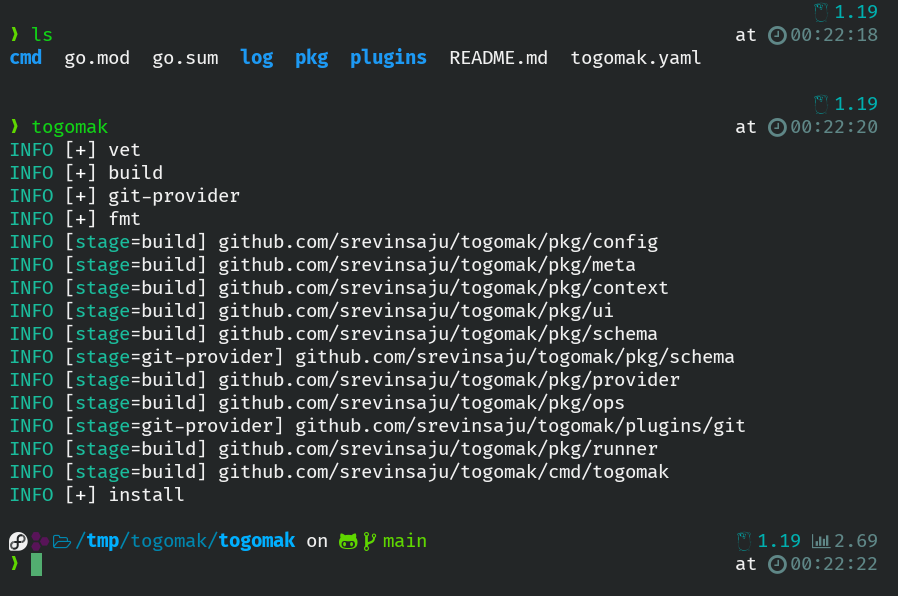 1.19
❯ ls at 00:22:18
cmd go.mod go.sum log pkg plugins README.md togomak.yaml
1.19
❯ togomak at 00:22:20
INFO [+] vet
INFO [+] build
INFO [+] git-provider
INFO [+] fmt
INFO [stage=build] github.com/srevinsaju/togomak/pkg/config
INFO [stage=build] github.com/srevinsaju/togomak/pkg/meta
INFO [stage=build] github.com/srevinsaju/togomak/pkg/context
INFO [stage=build] github.com/srevinsaju/togomak/pkg/ui
INFO [stage=build] github.com/srevinsaju/togomak/pkg/schema
INFO [stage=git-provider] github.com/srevinsaju/togomak/pkg/schema
INFO [stage=build] github.com/srevinsaju/togomak/pkg/provider
INFO [stage=build] github.com/srevinsaju/togomak/pkg/ops
INFO [stage=git-provider] github.com/srevinsaju/togomak/plugins/git
INFO [stage=build] github.com/srevinsaju/togomak/pkg/runner
INFO [stage=build] github.com/srevinsaju/togomak/cmd/togomak
INFO [+] install
/tmp/togomak/togomak on main 1.19 2.69
❯ at 00:22:22